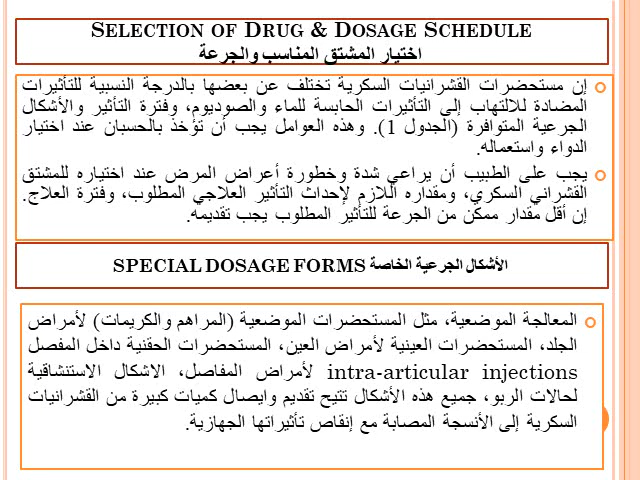 SELECTION OF DRUG & DOSAGE SCHEDULE
اختيار المشتق المناسب والجرعة
إن مستحضرات القشرانيات السكرية تختلف عن بعضها بالدرجة النسبية للتأثيرات
المضادة للالتهاب إلى التأثيرات الحابسة للماء والصوديوم، وفترة التأثير والأشكال
الجرعية المتوافرة (الجدول 1). وهذه العوامل يجب أن تؤخذ بالحسبان عند اختيار
الدواء واستعماله.
يجب على الطبيب أن يراعي شدة وخطورة أعراض المرض عند اختياره للمشتق
القشراني السكري، ومقداره اللازم لإحداث التأثير العلاجي المطلوب، وفترة العلاج.
إن أقل مقدار ممكن من الجرعة للتأثير المطلوب يجب تقديمه.
الأشكال الجرعية الخاصة SPECIAL DOSAGE FORMS
المعالجة الموضعية، مثل المستحضرات الموضعية (المراهم والكريمات) لأمراض
الجلد، المستحضرات العينية لأمراض العين، المستحضرات الحقنية داخل المفصل
intra-articular injections لأمراض المفاصل، الاشكال الاستنشاقية
لحالات الربو، جميع هذه الأشكال تتيح تقديم وايصال كميات كبيرة من القشرانيات
السكرية إلى الأنسجة المصابة مع إنقاص تأثيراتها الجهازية.